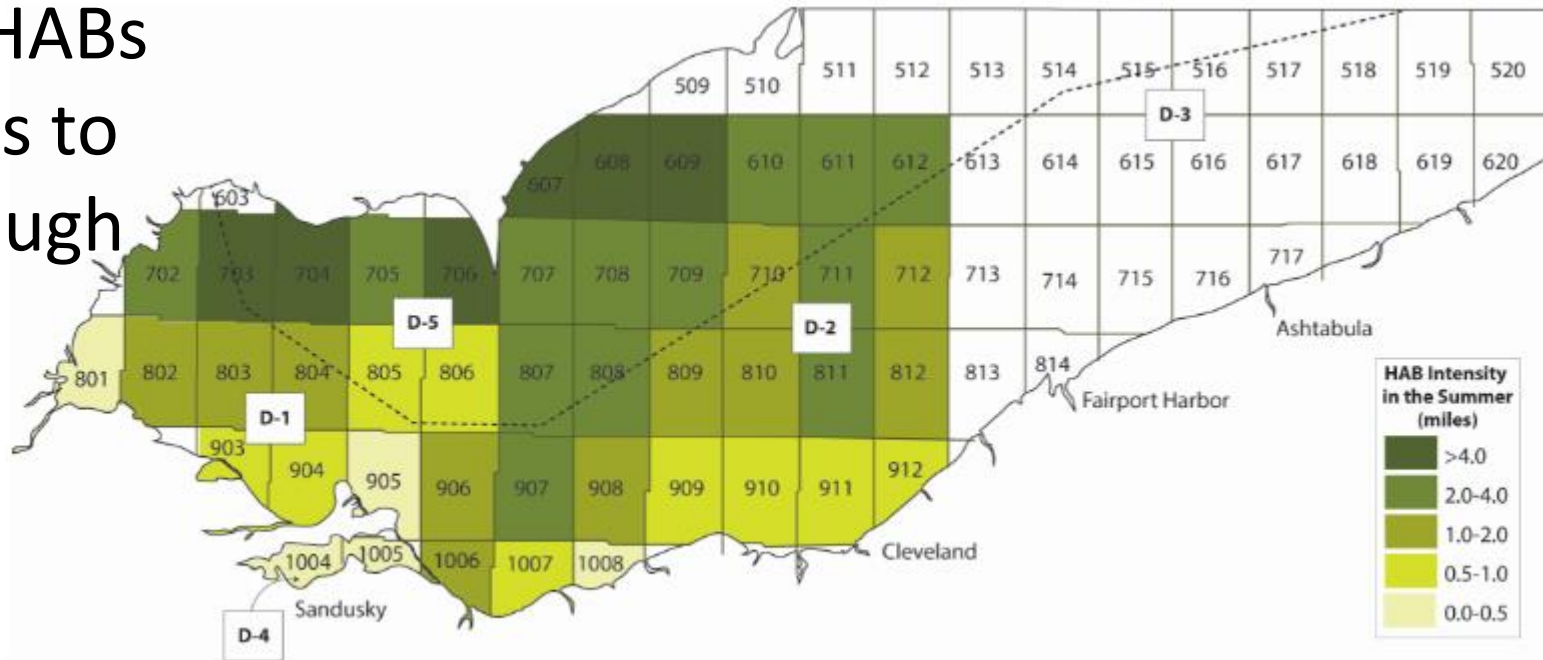 HABs
s to
ugh
509 510 511 512 513 514 515 516 517 518 519 520
D-3
607 608 609 610 611 612 613 614 615 616 617 618 619 620
603
702 703 704 705 706 707 708 709 710 711 712 713 714 715 716 717
D-5
D-2
Ashtabula
801 802 803 804 805 806 807 808 809 810 811 812 813 814
Fairport Harbor
D-1
903 904 905 906 907 908 909 910 911 912
Cleveland
1004 1005 1006 1007 1008
Sandusky
D-4
HAB Intensity
in the Summer
(miles)
>4.0
2.0-4.0
1.0-2.0
0.5-1.0
0.0-0.5